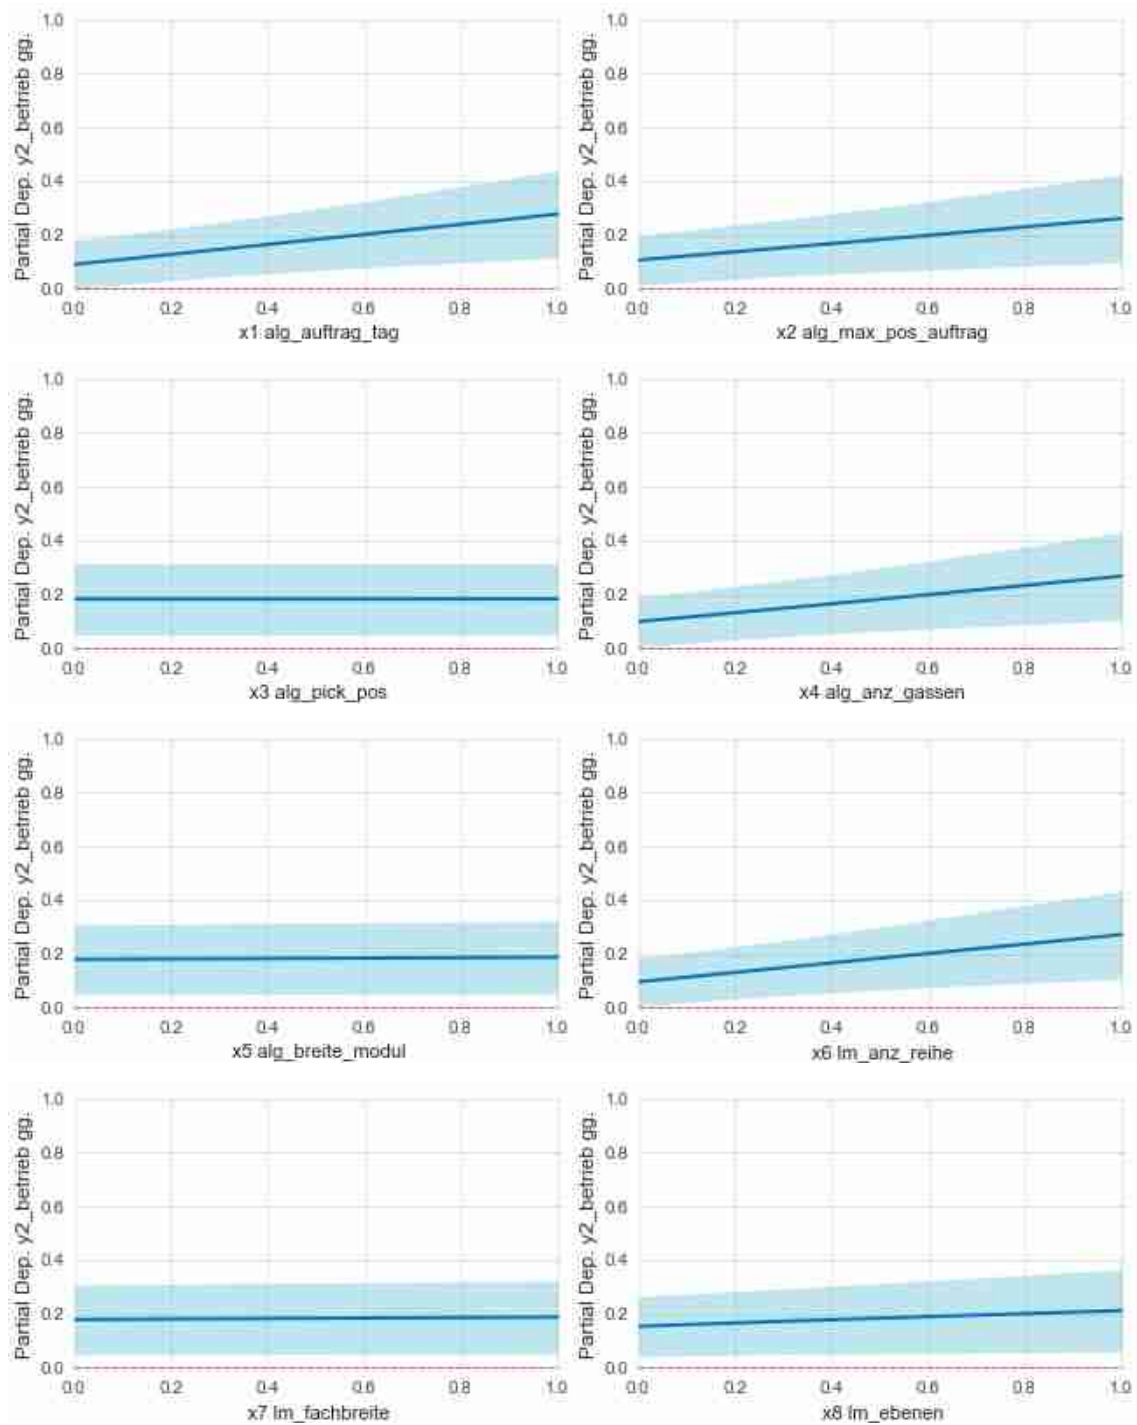 Partial Dep. y2_betrieb gg.
1.0
0.8
0.6
0.4
0.2
0.0
0.0 0.2 0.4 0.6 0.8 1.0
x1 alg_auftrag_tag
Partial Dep. y2_betrieb gg.
1.0
0.8
0.6
0.4
0.2
0.0
0.0 0.2 0.4 0.6 0.8 1.0
x2 alg_max_pos_auftrag
Partial Dep. y2_betrieb gg.
1.0
0.8
0.6
0.4
0.2
0.0
0.0 0.2 0.4 0.6 0.8 1.0
x3 alg_pick_pos
Partial Dep. y2_betrieb gg.
1.0
0.8
0.6
0.4
0.2
0.0
0.0 0.2 0.4 0.6 0.8 1.0
x4 alg_anz_gassen
Partial Dep. y2_betrieb gg.
1.0
0.8
0.6
0.4
0.2
0.0
0.0 0.2 0.4 0.6 0.8 1.0
x5 alg_breite_modul
Partial Dep. y2_betrieb gg.
1.0
0.8
0.6
0.4
0.2
0.0
0.0 0.2 0.4 0.6 0.8 1.0
x6 lm_anz_reihe
Partial Dep. y2_betrieb gg.
1.0
0.8
0.6
0.4
0.2
0.0
0.0 0.2 0.4 0.6 0.8 1.0
x7 lm_fachbreite
Partial Dep. y2_betrieb gg.
1.0
0.8
0.6
0.4
0.2
0.0
0.0 0.2 0.4 0.6 0.8 1.0
x8 lm_ebenen